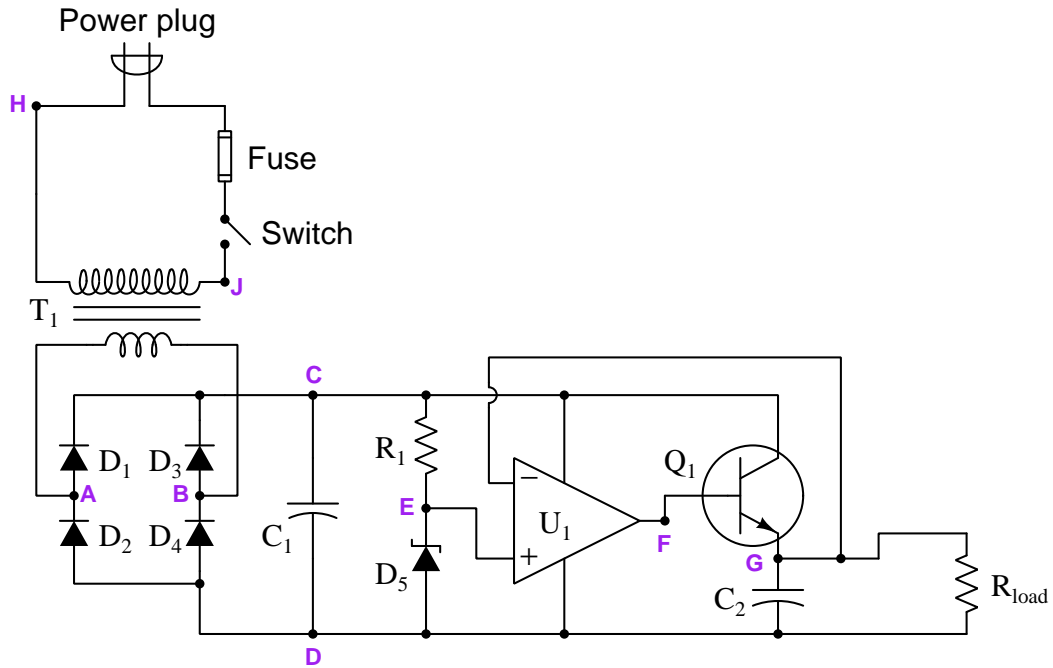 Power plug
H
Fuse
Switch
J
T1
C
D1 D3
R1
Q1
A B
E
−
D2 D4
C1
U1
F
+
G
D5
C2
Rload
D